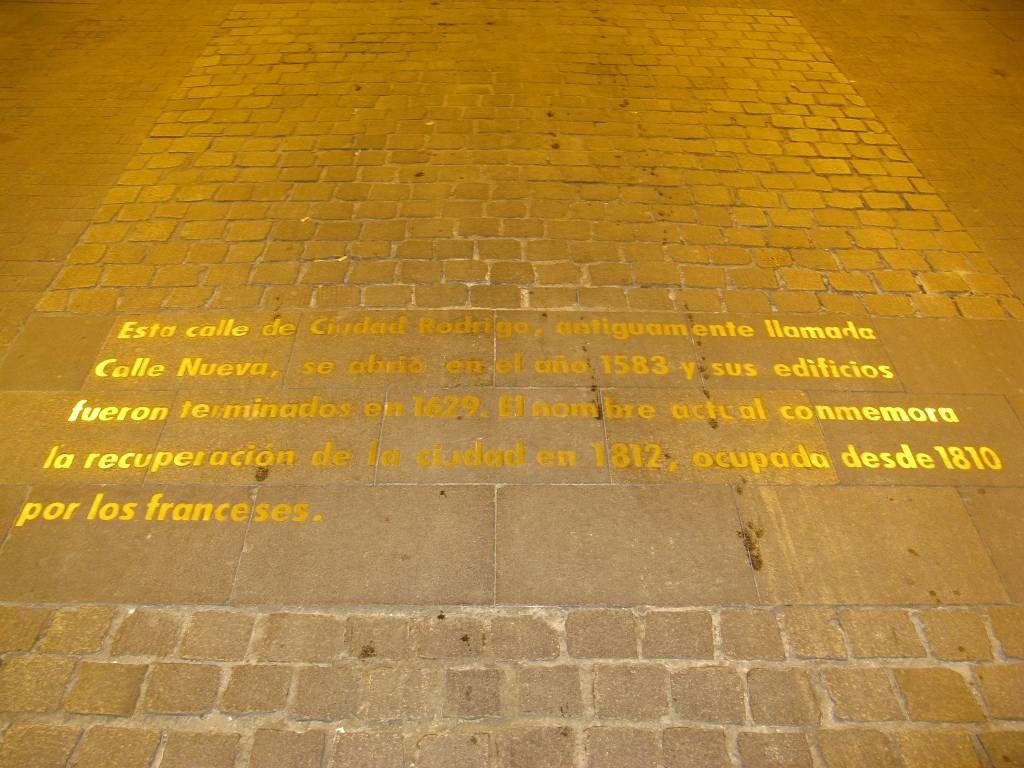 Esta calle de Ciudad Rodrigo, antiguamente llamada
Calle Nueva, se abrió en el año 1583 y sus edificios
fueron terminados en 1629. El nombre actual conmemora
la recuperación de la ciudad en 1812, ocupada desde 1810
por los franceses.